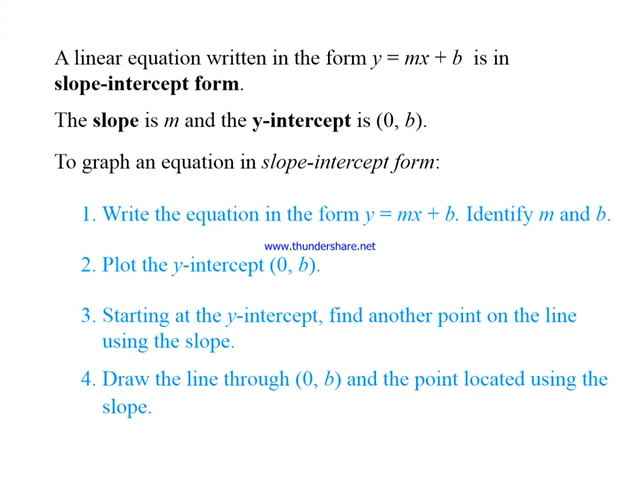 A linear equation written in the form y = mx + b is in
slope-intercept form.
The slope is m and the y-intercept is (0, b).
To graph an equation in slope-intercept form:
1. Write the equation in the form y = mx + b. Identify m and b.
www.thundershare.net
2. Plot the y-intercept (0, b).
3. Starting at the y-intercept, find another point on the line
using the slope.
4. Draw the line through (0, b) and the point located using the
slope.